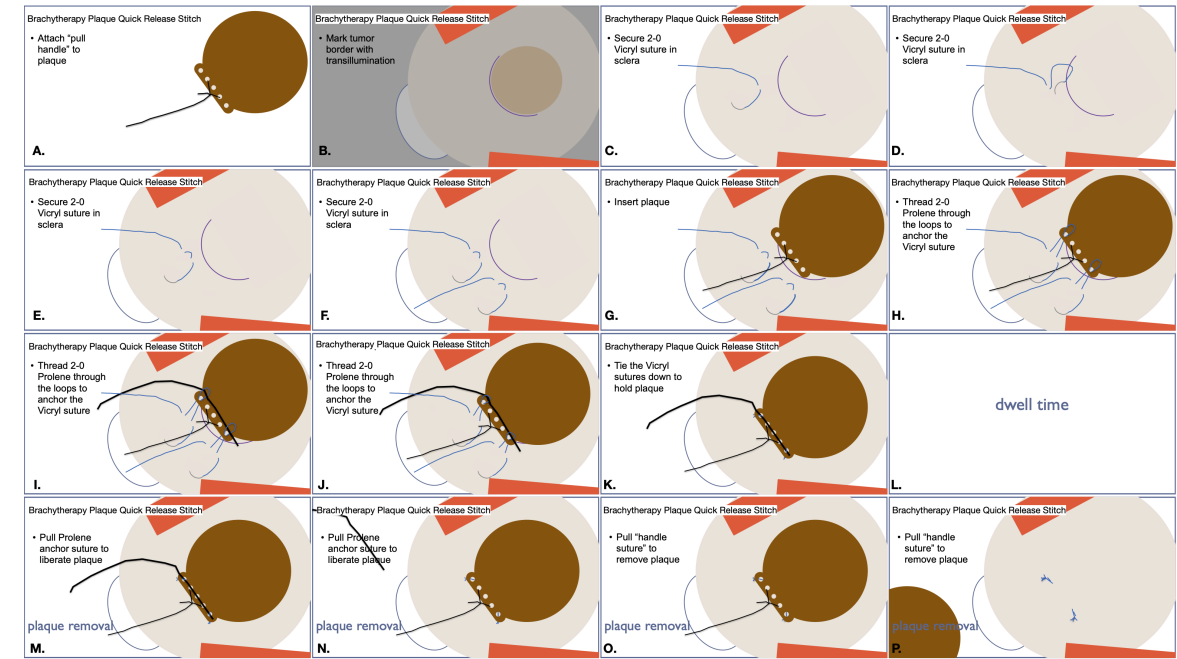 Brachytherapy Plaque Quick Release Stitch
• Attach “pull
handle” to
plaque
A.
Brachytherapy Plaque Quick Release Stitch
• Mark tumor
border with
transillumination
B.
Brachytherapy Plaque Quick Release Stitch
• Secure 2-0
Vicryl suture in
sclera
C.
Brachytherapy Plaque Quick Release Stitch
• Secure 2-0
Vicryl suture in
sclera
D.
Brachytherapy Plaque Quick Release Stitch
• Secure 2-0
Vicryl suture in
sclera
E.
Brachytherapy Plaque Quick Release Stitch
• Secure 2-0
Vicryl suture in
sclera
F.
Brachytherapy Plaque Quick Release Stitch
• Insert plaque
G.
Brachytherapy Plaque Quick Release Stitch
• Thread 2-0
Prolene through
the loops to
anchor the
Vicryl suture
H.
Brachytherapy Plaque Quick Release Stitch
• Thread 2-0
Prolene through
the loops to
anchor the
Vicryl suture
I.
Brachytherapy Plaque Quick Release Stitch
• Thread 2-0
Prolene through
the loops to
anchor the
Vicryl suture
J.
Brachytherapy Plaque Quick Release Stitch
• Tie the Vicryl
sutures down to
hold plaque
K.
dwell time
L.
Brachytherapy Plaque Quick Release Stitch
• Pull Prolene
anchor suture to
liberate plaque
plaque removal
M.
Brachytherapy Plaque Quick Release Stitch
• Pull Prolene
anchor suture to
liberate plaque
plaque removal
N.
Brachytherapy Plaque Quick Release Stitch
• Pull “handle
suture” to
remove plaque
plaque removal
O.
Brachytherapy Plaque Quick Release Stitch
• Pull “handle
suture” to
remove plaque
plaque removal
P.